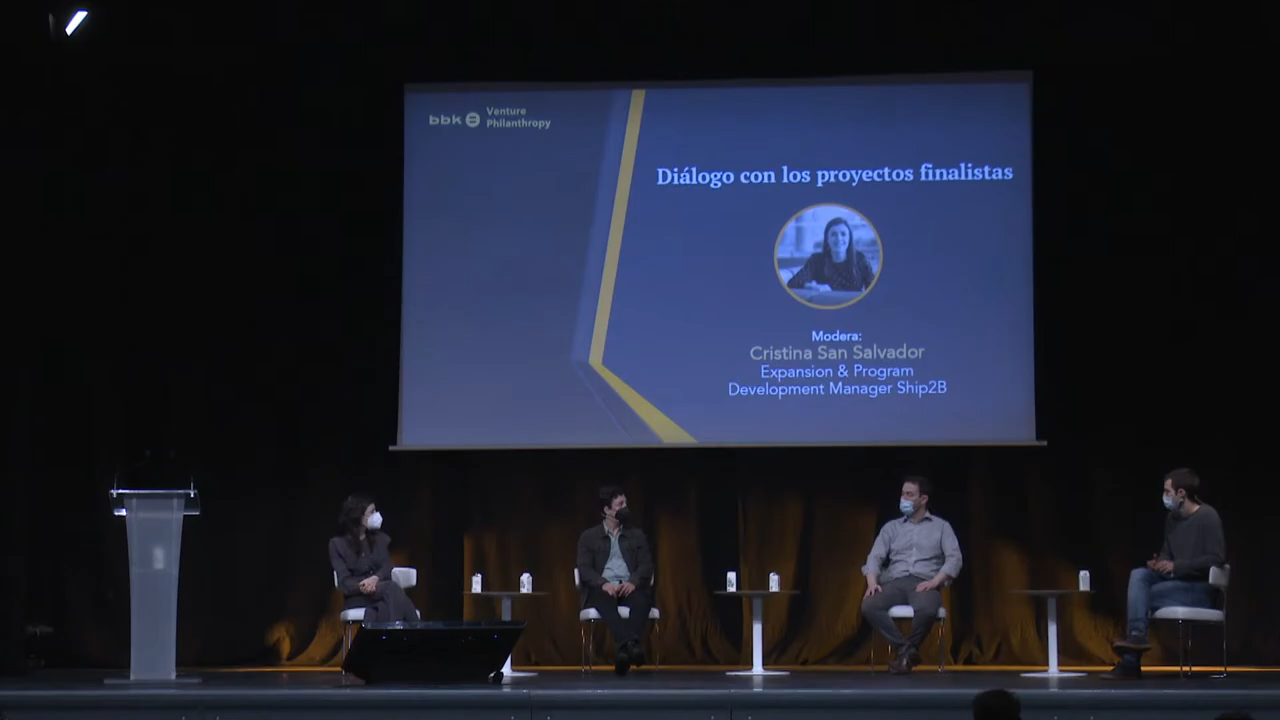 bbk Venture
Philanthropy
Diálogo con los proyectos finalistas
Modera:
Cristina San Salvador
Expansion & Program
Development Manager Ship2B